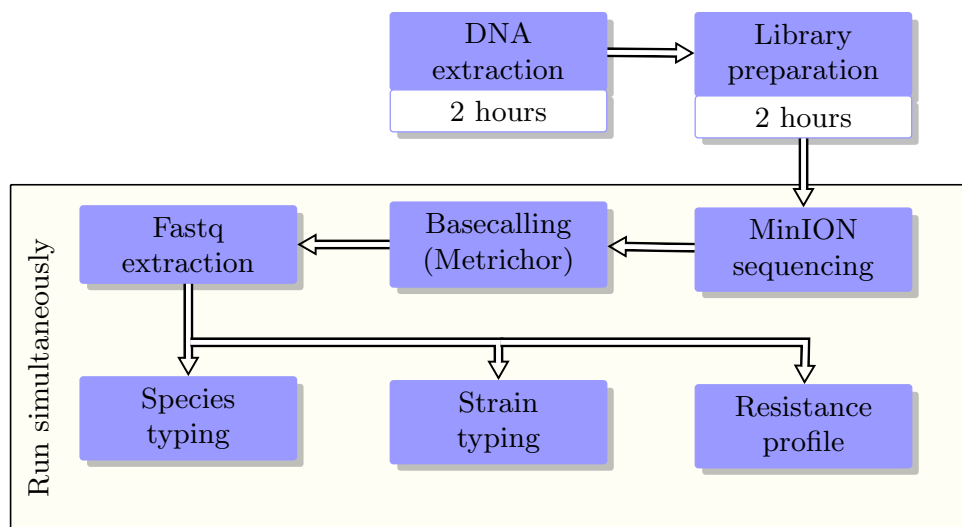 DNA
extraction
2 hours
Library
preparation
2 hours
Run simultaneously
Fastq
extraction
Basecalling
(Metrichor)
MinION
sequencing
Species
typing
Strain
typing
Resistance
profile